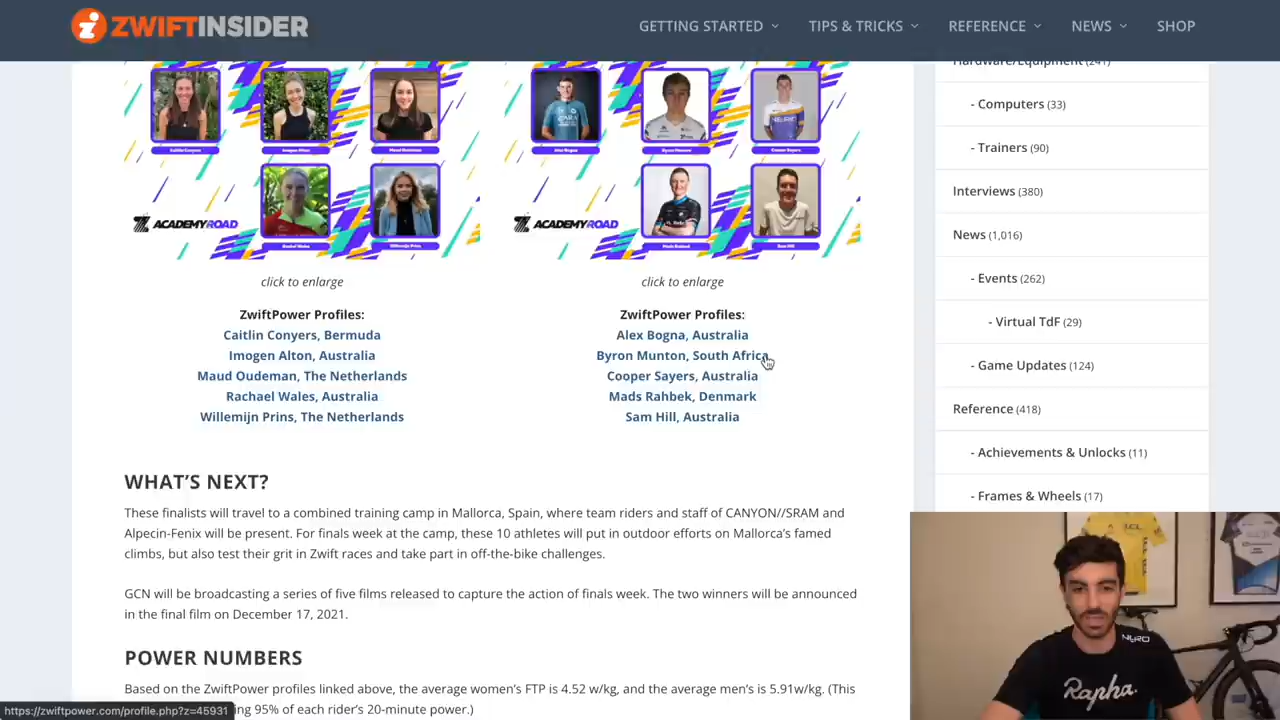 ZWIFTINSIDER
GETTING STARTED
TIPS & TRICKS
REFERENCE
NEWS
SHOP
ACADEMYROAD
ACADEMYROAD
click to enlarge
click to enlarge
ZwiftPower Profiles:
Caitlin Conyers, Bermuda
Imogen Alton, Australia
Maud Oudeman, The Netherlands
Rachael Wales, Australia
Willemijn Prins, The Netherlands
ZwiftPower Profiles:
Alex Bogna, Australia
Byron Munton, South Africa
Cooper Sayers, Australia
Mads Rahbek, Denmark
Sam Hill, Australia
WHAT'S NEXT?
These finalists will travel to a combined training camp in Mallorca, Spain, where team riders and staff of CANYON//SRAM and
Alpecin-Fenix will be present. For finals week at the camp, these 10 athletes will put in outdoor efforts on Mallorca's famed
climbs, but also test their grit in Zwift races and take part in off-the-bike challenges.
GCN will be broadcasting a series of five films released to capture the action of finals week. The two winners will be announced
in the final film on December 17, 2021.
POWER NUMBERS
Based on the ZwiftPower profiles linked above, the average women's FTP is 4.52 w/kg, and the average men's is 5.91w/kg. (This
ng 95% of each rider's 20-minute power.)
https://zwiftpower.com/profile.php?z=45931
Hardware/Equipment (241)
- Computers (33)
- Trainers (90)
Interviews (380)
News (1,016)
- Events (262)
- Virtual TdF (29)
- Game Updates (124)
Reference (418)
- Achievements & Unlocks (11)
- Frames & Wheels (17)
LCL
NERO
Rapha.